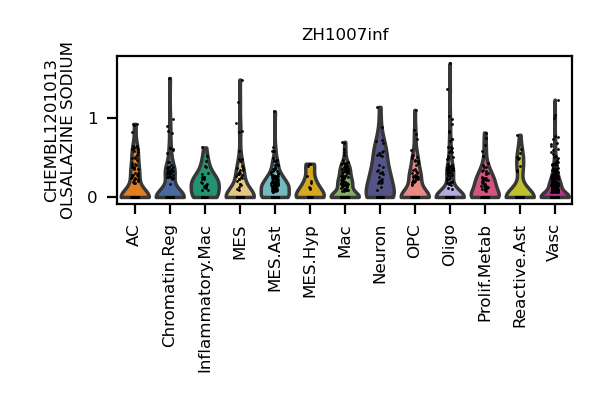 ZH1007inf
CHEMBL1201013
OLSALAZINE SODIUM
1
0
AC
Chromatin.Reg
Inflammatory.Mac
MES
MES.Ast
MES.Hyp
Mac
Neuron
OPC
Oligo
Prolif.Metab
Reactive.Ast
Vasc